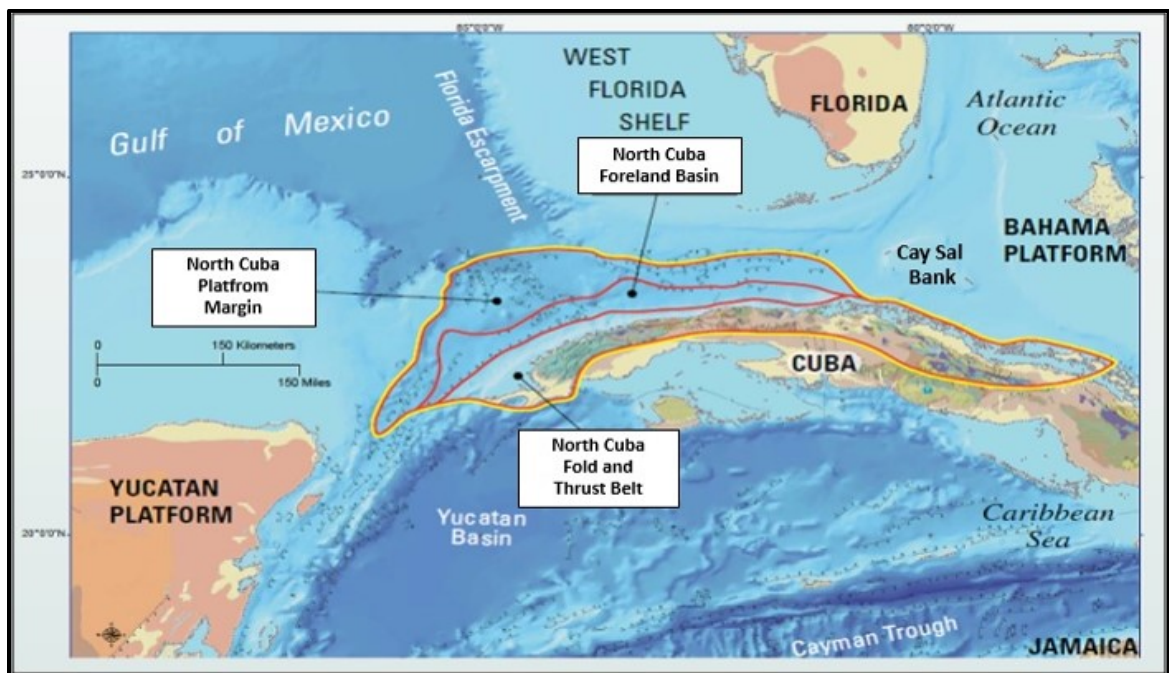 85°0'0"W
80°0'0"W
WEST
FLORIDA
SHELF
FLORIDA
Atlantic
Ocean
Gulf of Mexico
Florida Escarpment
North Cuba
Foreland Basin
25°0'0"N
BAHAMA
PLATFORM
Cay Sal
Bank
North Cuba
Platfrom
Margin
0 150 Kilometers
0 150 Miles
CUBA
North Cuba
Fold and
Thrust Belt
YUCATAN
PLATFORM
Yucatan
Basin
Caribbean
Sea
20°0'0"N
Cayman Trough
JAMAICA